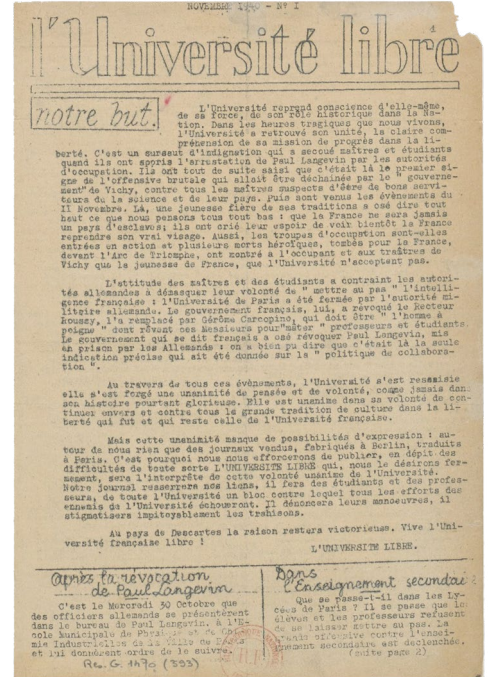 NOVEMBRE 1940 - N° I
l'Université libre
notre but.
L'Université reprend conscience d'elle-même,
de sa force, de son rôle historique dans la Na-
tion. Dans les heures tragiques que nous vivons,
l'Université a retrouvé son unité, la claire com-
préhension de sa mission de progrès dans la li-
berté. C'est un sursaut d'indignation qui a secoué maîtres et étudiants
quand ils ont appris l'arrestation de Paul Langevin par les autorités
d'occupation. Ils ont tout de suite saisi que c'était là le premier si-
gne de l'offensive brutale qui allait être déchaînée par le " gouverne-
ment" de Vichy, contre tous les maîtres suspects d'être de bons servi-
teurs de la science et de leur pays. Puis sont venus les évènements du
II Novembre. Là, une jeunesse fière de ses traditions a osé dire tout
haut ce que nous pensons tout bas : que la France ne sera jamais
un pays d'esclaves; ils ont crié leur espoir de voir bientôt la France
reprendre son vrai visage. Aussi, les troupes d'occupation sont-elles
entrées en action et plusieurs morts héroïques, tombés pour la France,
devant l'Arc de Triomphe, ont montré à l'occupant et aux traîtres de
Vichy que la jeunesse de France, que l'Université n'acceptent pas.
L'attitude des maîtres et des étudiants a contraint les autori-
tés allemandes à démasquer leur volonté de " mettre au pas " l'intelli-
gence française : l'Université de Paris a été fermée par l'autorité mi-
litaire allemande. Le gouvernement français, lui, a révoqué le Recteur
Roussy, l'a remplacé par Gérôme Carcopino, qui doit être " l'homme à
poigne " dont rêvent ces Messieurs pour"mâter" professeurs et étudiants.
Le gouvernement qui se dit français a osé révoquer Paul Langevin, mis
en prison par les Allemands : on a bien pu dire que c'était là la seule
indication précise qui ait été donnée sur la " politique de collabora-
tion ".
Au travers de tous ces évènements, l'Université s'est ressaisie
elle s'est forgé une unanimité de pensée et de volonté, comme jamais dans
son histoire pourtant glorieuse. Elle est unanime dans sa volonté de con-
tinuer envers et contre tous la grande tradition de culture dans la li-
berté qui fut et qui reste celle de l'Université française.
Mais cette unanimité manque de possibilités d'expression : au-
tour de nous rien que des journaux vendus, fabriqués à Berlin, traduits
à Paris. C'est pourquoi nous nous efforcerons de publier, en dépit des
difficultés de toute sorte L'UNIVERSITE LIBRE qui, nous le désirons fer-
mement, sera l'interprète de cette volonté unanime de l'Université.
Notre journal resserrera nos liens, il fera des étudiants et des profes-
seurs, de toute l'Université un bloc contre lequel tous les efforts des
ennemis de l'Université échoueront. Il dénoncera leurs manoeuvres, il
stigmatisera impitoyablement les trahisons.
Au pays de Descartes la raison restera victorieuse. Vive l'Uni-
versité française libre !
L'UNIVERSITE LIBRE.
après la révocation
de Paul Langevin
C'est le Mercredi 30 Octobre que
des officiers allemands se présentèrent
dans le bureau de Paul Langevin, à l'E-
cole Municipale de Physique et de Chi-
mie Industrielles de la Ville de Paris
et lui donnèrent ordre de le suivre.
Rés. G. 1470 (393)
Dans
l'Enseignement secondai
Que se passe-t-il dans les Ly-
cées de Paris ? Il se passe que les
élèves et les professeurs refusent
de se laisser mettre au pas. La
grande offensive contre l'ensei-
gnement secondaire est déclenchée.
(suite page 2)